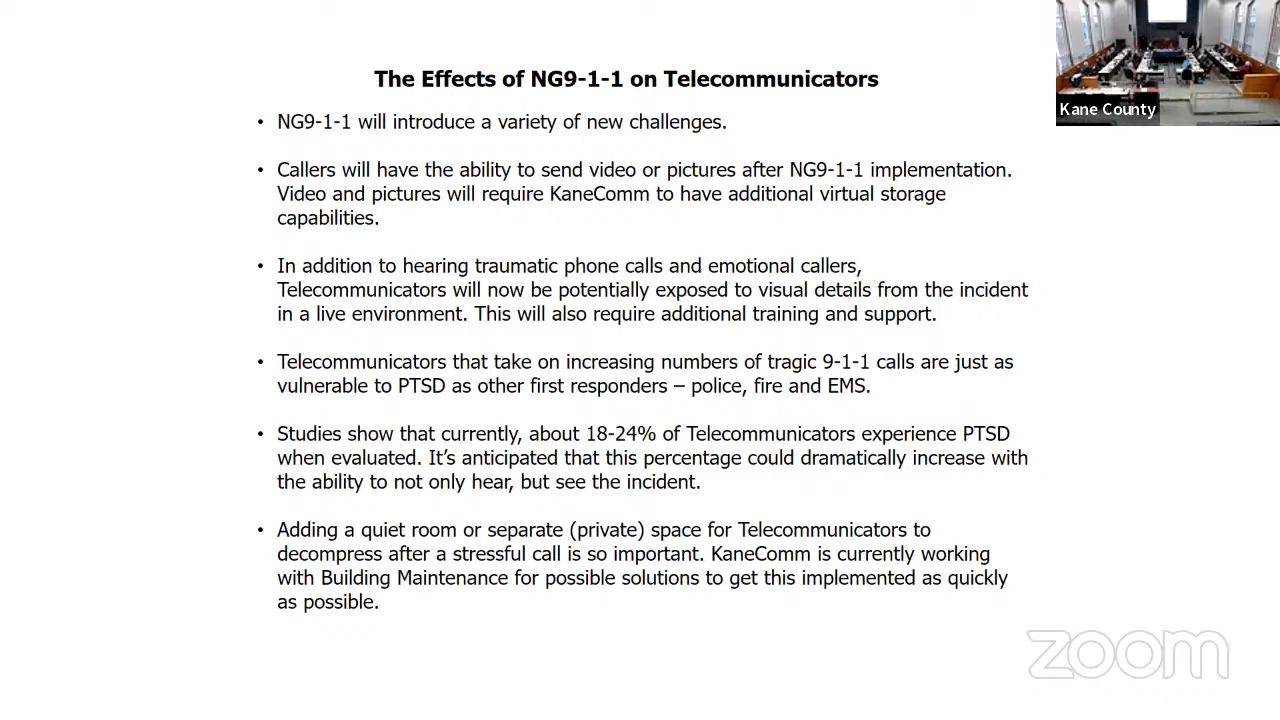 The Effects of NG9-1-1 on Telecommunicators
• NG9-1-1 will introduce a variety of new challenges.
• Callers will have the ability to send video or pictures after NG9-1-1 implementation.
Video and pictures will require KaneComm to have additional virtual storage
capabilities.
• In addition to hearing traumatic phone calls and emotional callers,
Telecommunicators will now be potentially exposed to visual details from the incident
in a live environment. This will also require additional training and support.
• Telecommunicators that take on increasing numbers of tragic 9-1-1 calls are just as
vulnerable to PTSD as other first responders – police, fire and EMS.
• Studies show that currently, about 18-24% of Telecommunicators experience PTSD
when evaluated. It’s anticipated that this percentage could dramatically increase with
the ability to not only hear, but see the incident.
• Adding a quiet room or separate (private) space for Telecommunicators to
decompress after a stressful call is so important. KaneComm is currently working
with Building Maintenance for possible solutions to get this implemented as quickly
as possible.
Kane County
zoom